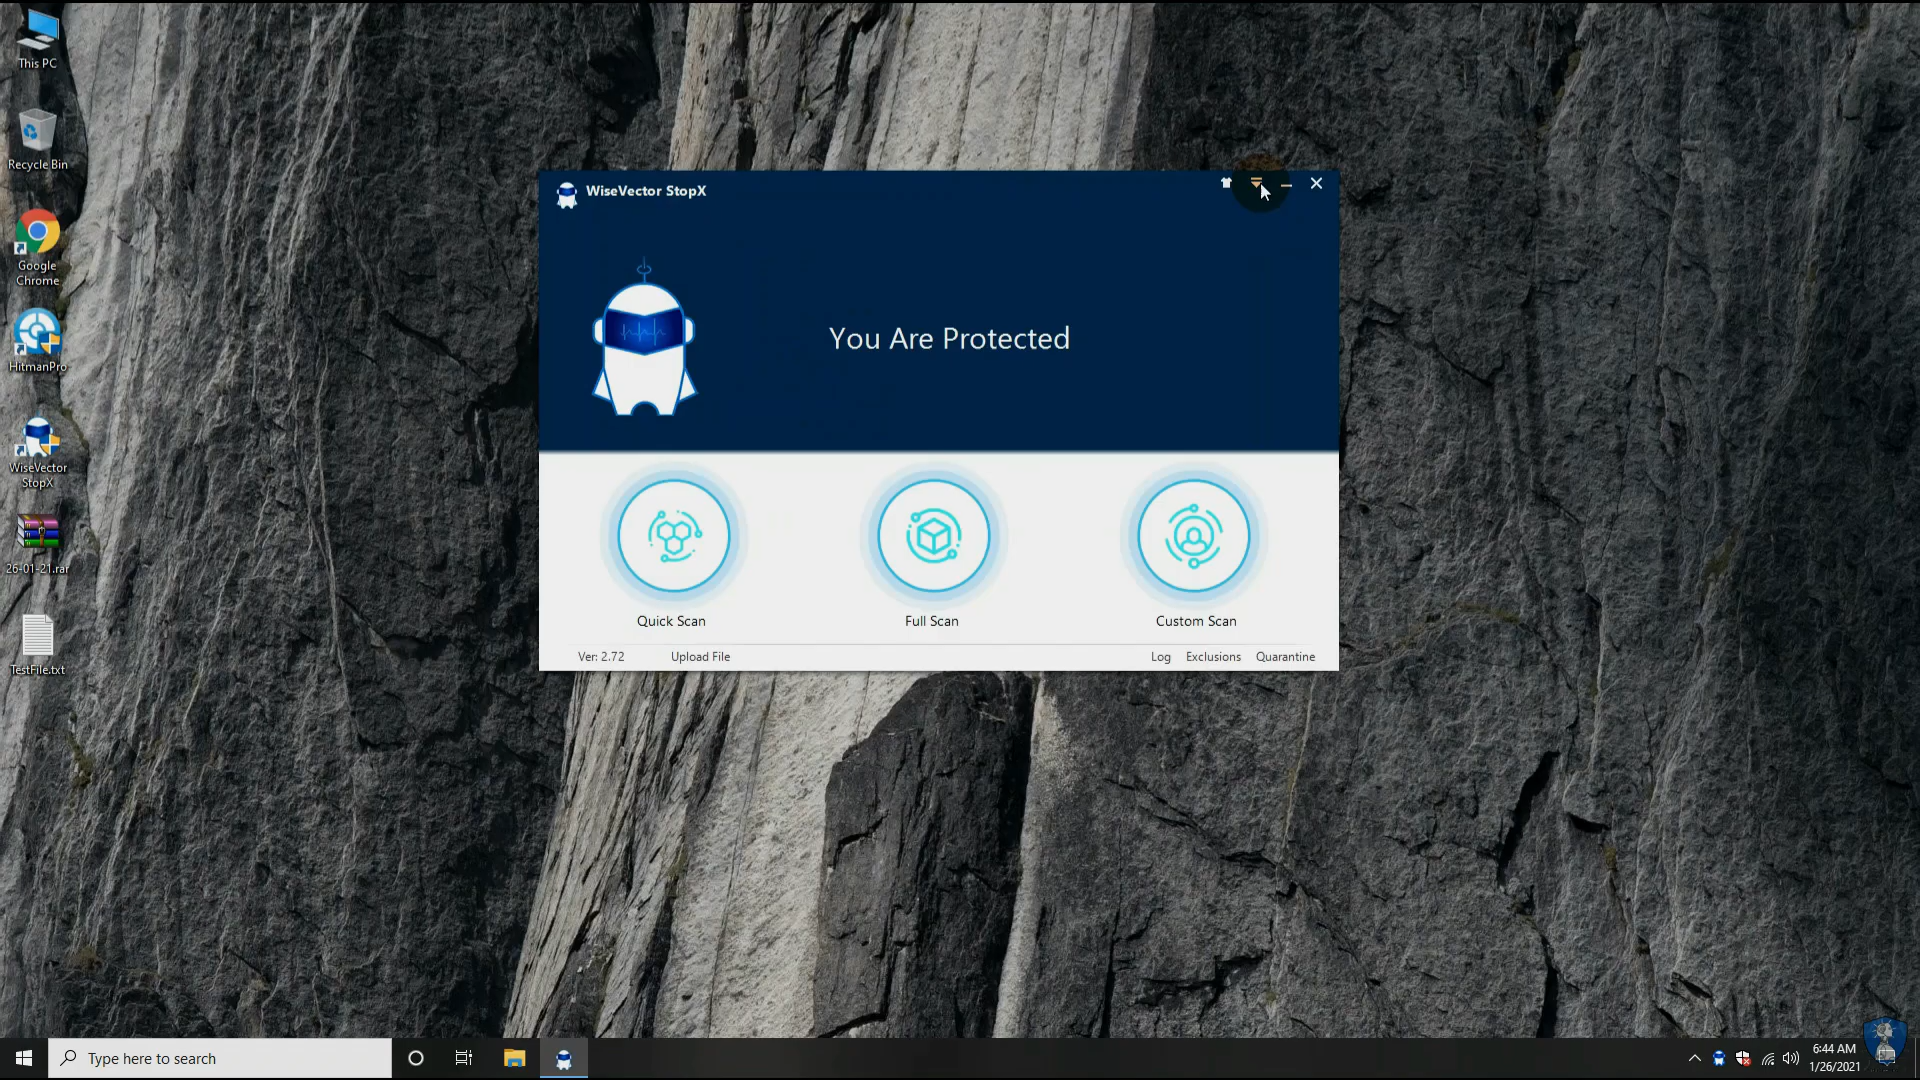 This PC
Recycle Bin
Google
Chrome
HitmanPro
WiseVector
StopX
26-01-21.rar
TestFile.txt
WiseVector StopX
You Are Protected
Quick Scan
Full Scan
Custom Scan
Ver: 2.72
Upload File
Log
Exclusions
Quarantine
Type here to search
6:44 AM
1/26/2021